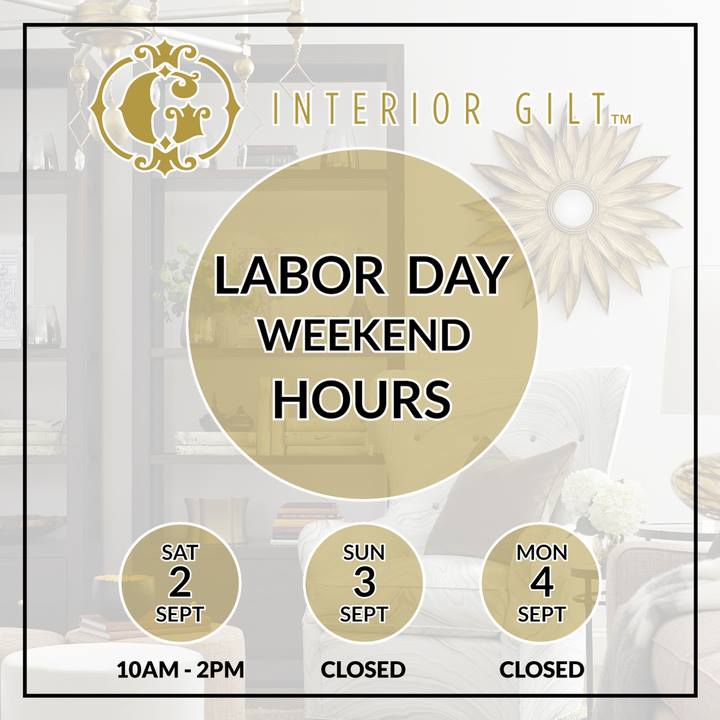 G
INTERIOR GILT™
LABOR DAY
WEEKEND
HOURS
SAT
2
SEPT
10AM - 2PM
SUN
3
SEPT
CLOSED
MON
4
SEPT
CLOSED